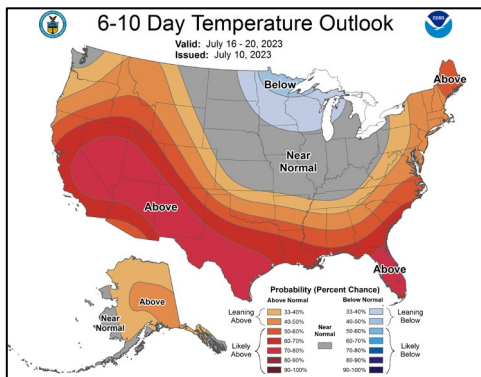 6-10 Day Temperature Outlook
Valid: July 16 - 20, 2023
Issued: July 10, 2023
noaa
Below
Above
Near
Normal
Above
Above
Above
Near
Normal
Probability (Percent Chance)
Above Normal
Below Normal
Leaning
Above
33-40%
40-50%
Likely
Above
50-60%
60-70%
70-80%
80-90%
90-100%
Near
Normal
33-40%
40-50%
Leaning
Below
50-60%
60-70%
70-80%
80-90%
90-100%
Likely
Below